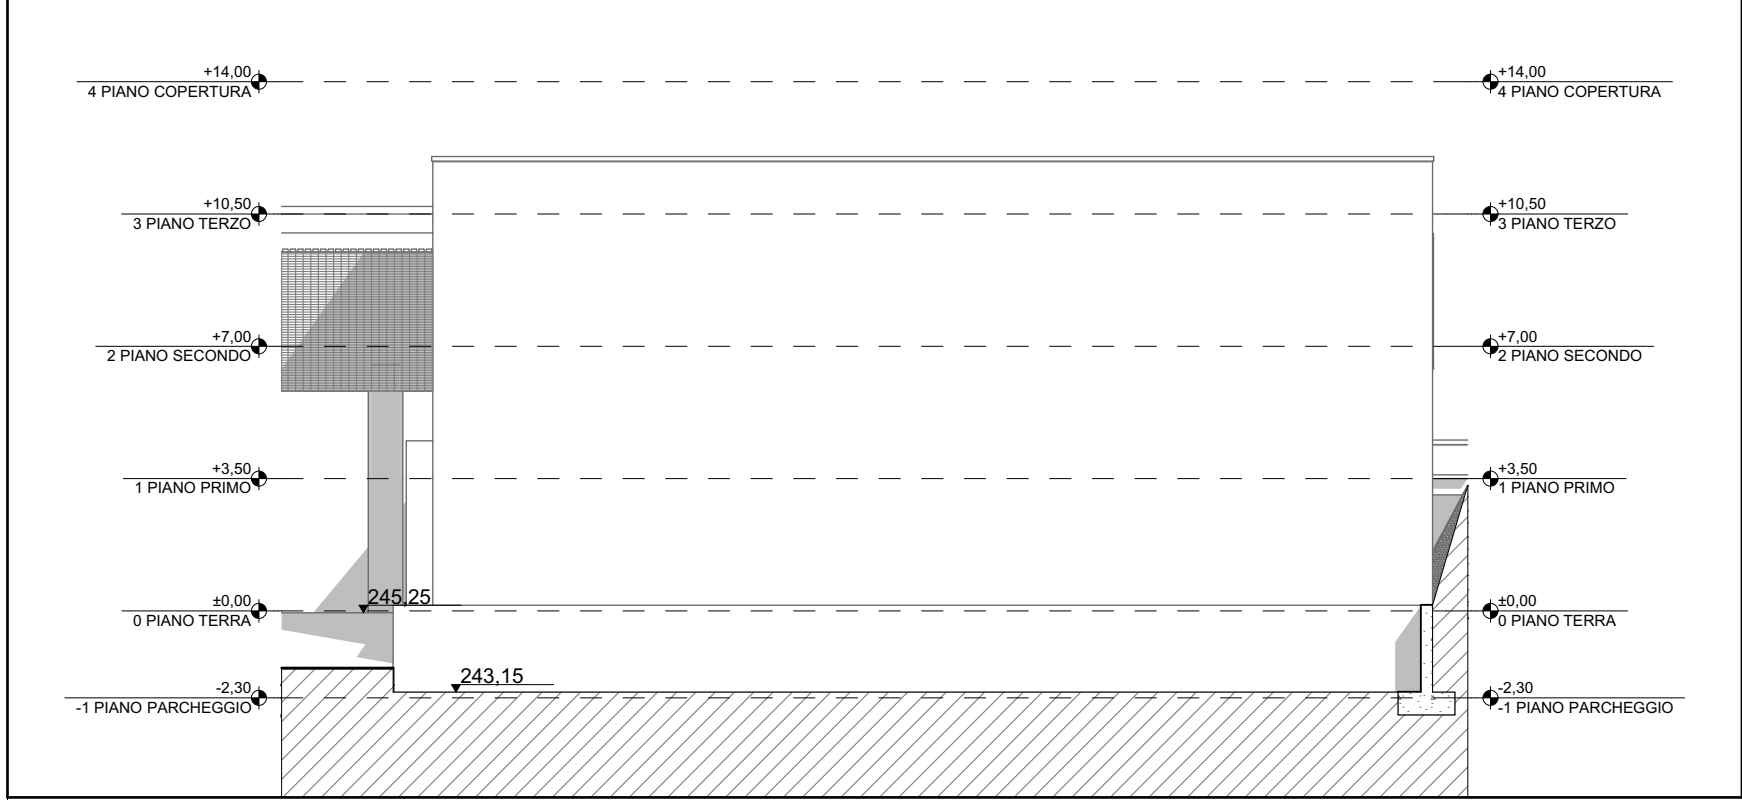 +14,00
4 PIANO COPERTURA
+14,00
4 PIANO COPERTURA
+10,50
3 PIANO TERZO
+10,50
3 PIANO TERZO
+7,00
2 PIANO SECONDO
+7,00
2 PIANO SECONDO
+3,50
1 PIANO PRIMO
+3,50
1 PIANO PRIMO
245,25
±0,00
0 PIANO TERRA
±0,00
0 PIANO TERRA
243,15
-2,30
-1 PIANO PARCHEGGIO
-2,30
-1 PIANO PARCHEGGIO